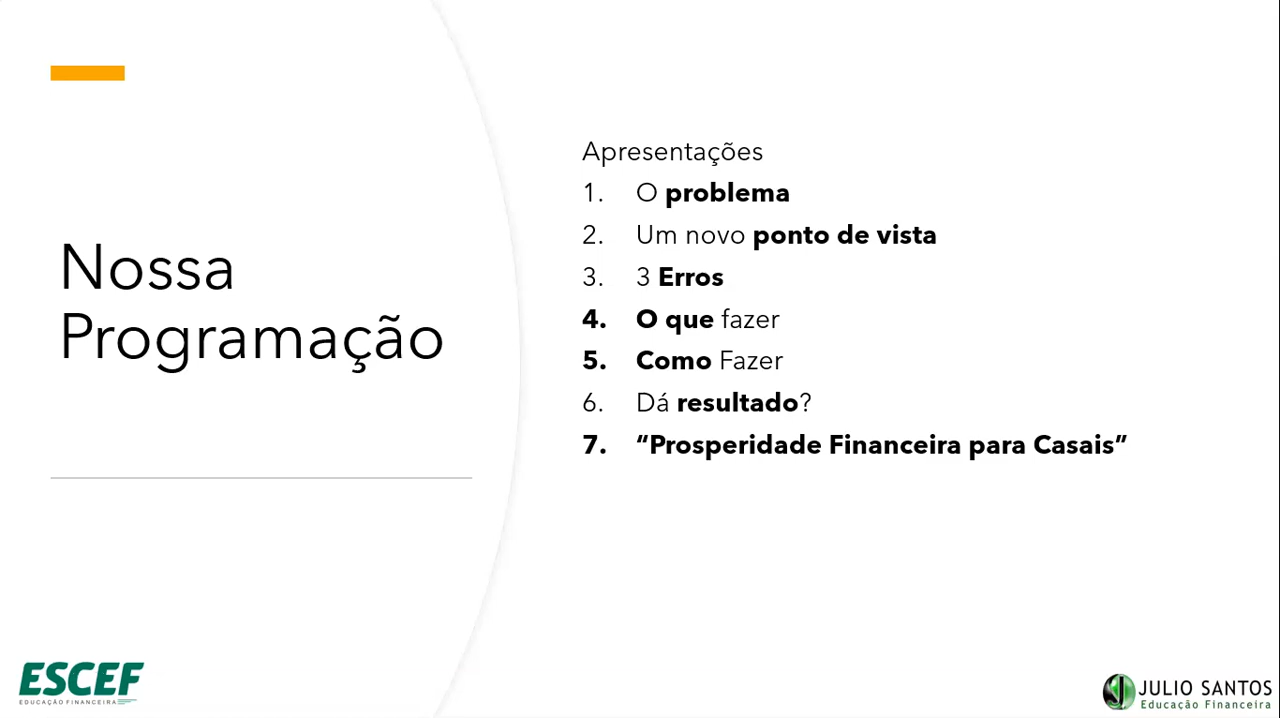 Nossa
Programação
Apresentações
1. O problema
2. Um novo ponto de vista
3. 3 Erros
4. O que fazer
5. Como Fazer
6. Dá resultado?
7. “Prosperidade Financeira para Casais”
ESCEF
EDUCAÇÃO FINANCEIRA
JULIO SANTOS
Educação Financeira